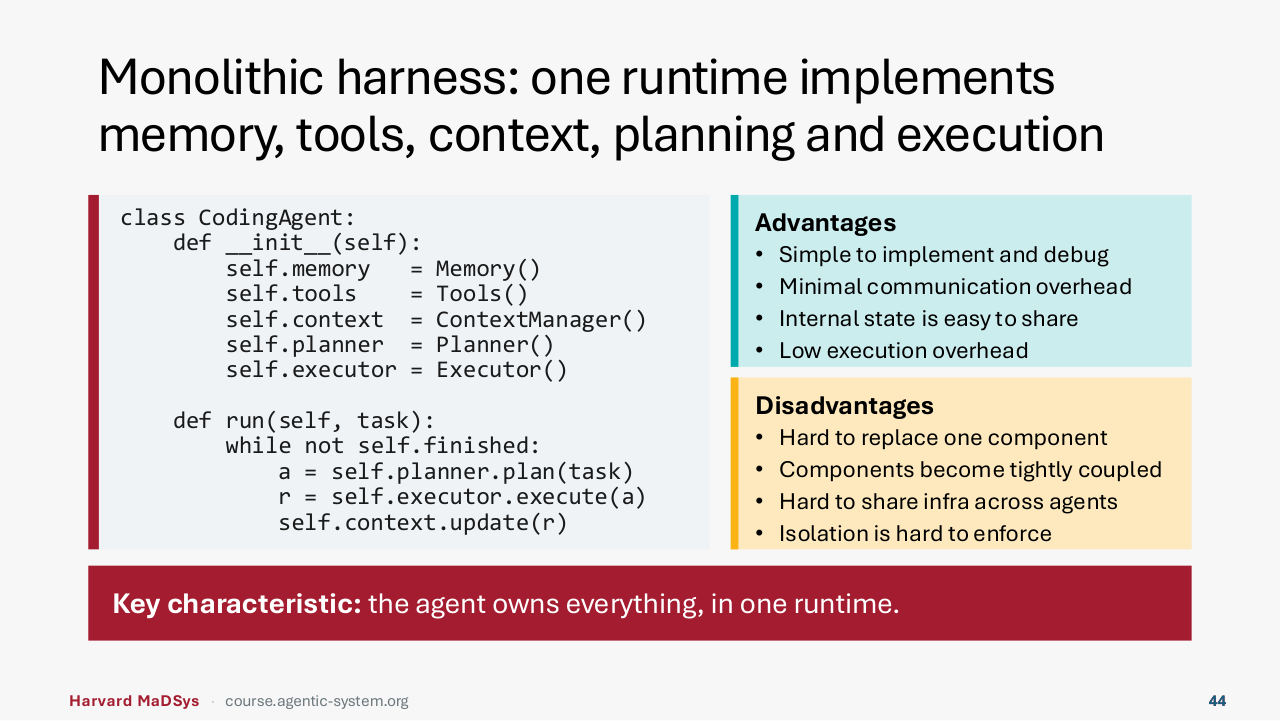 Monolithic harness: one runtime implements
memory, tools, context, planning and execution
class CodingAgent:
    def __init__(self):
        self.memory   = Memory()
        self.tools    = Tools()
        self.context  = ContextManager()
        self.planner  = Planner()
        self.executor = Executor()

    def run(self, task):
        while not self.finished:
            a = self.planner.plan(task)
            r = self.executor.execute(a)
            self.context.update(r)
Advantages
• Simple to implement and debug
• Minimal communication overhead
• Internal state is easy to share
• Low execution overhead
Disadvantages
• Hard to replace one component
• Components become tightly coupled
• Hard to share infra across agents
• Isolation is hard to enforce
Key characteristic: the agent owns everything, in one runtime.
Harvard MaDSys · course.agentic-system.org
44